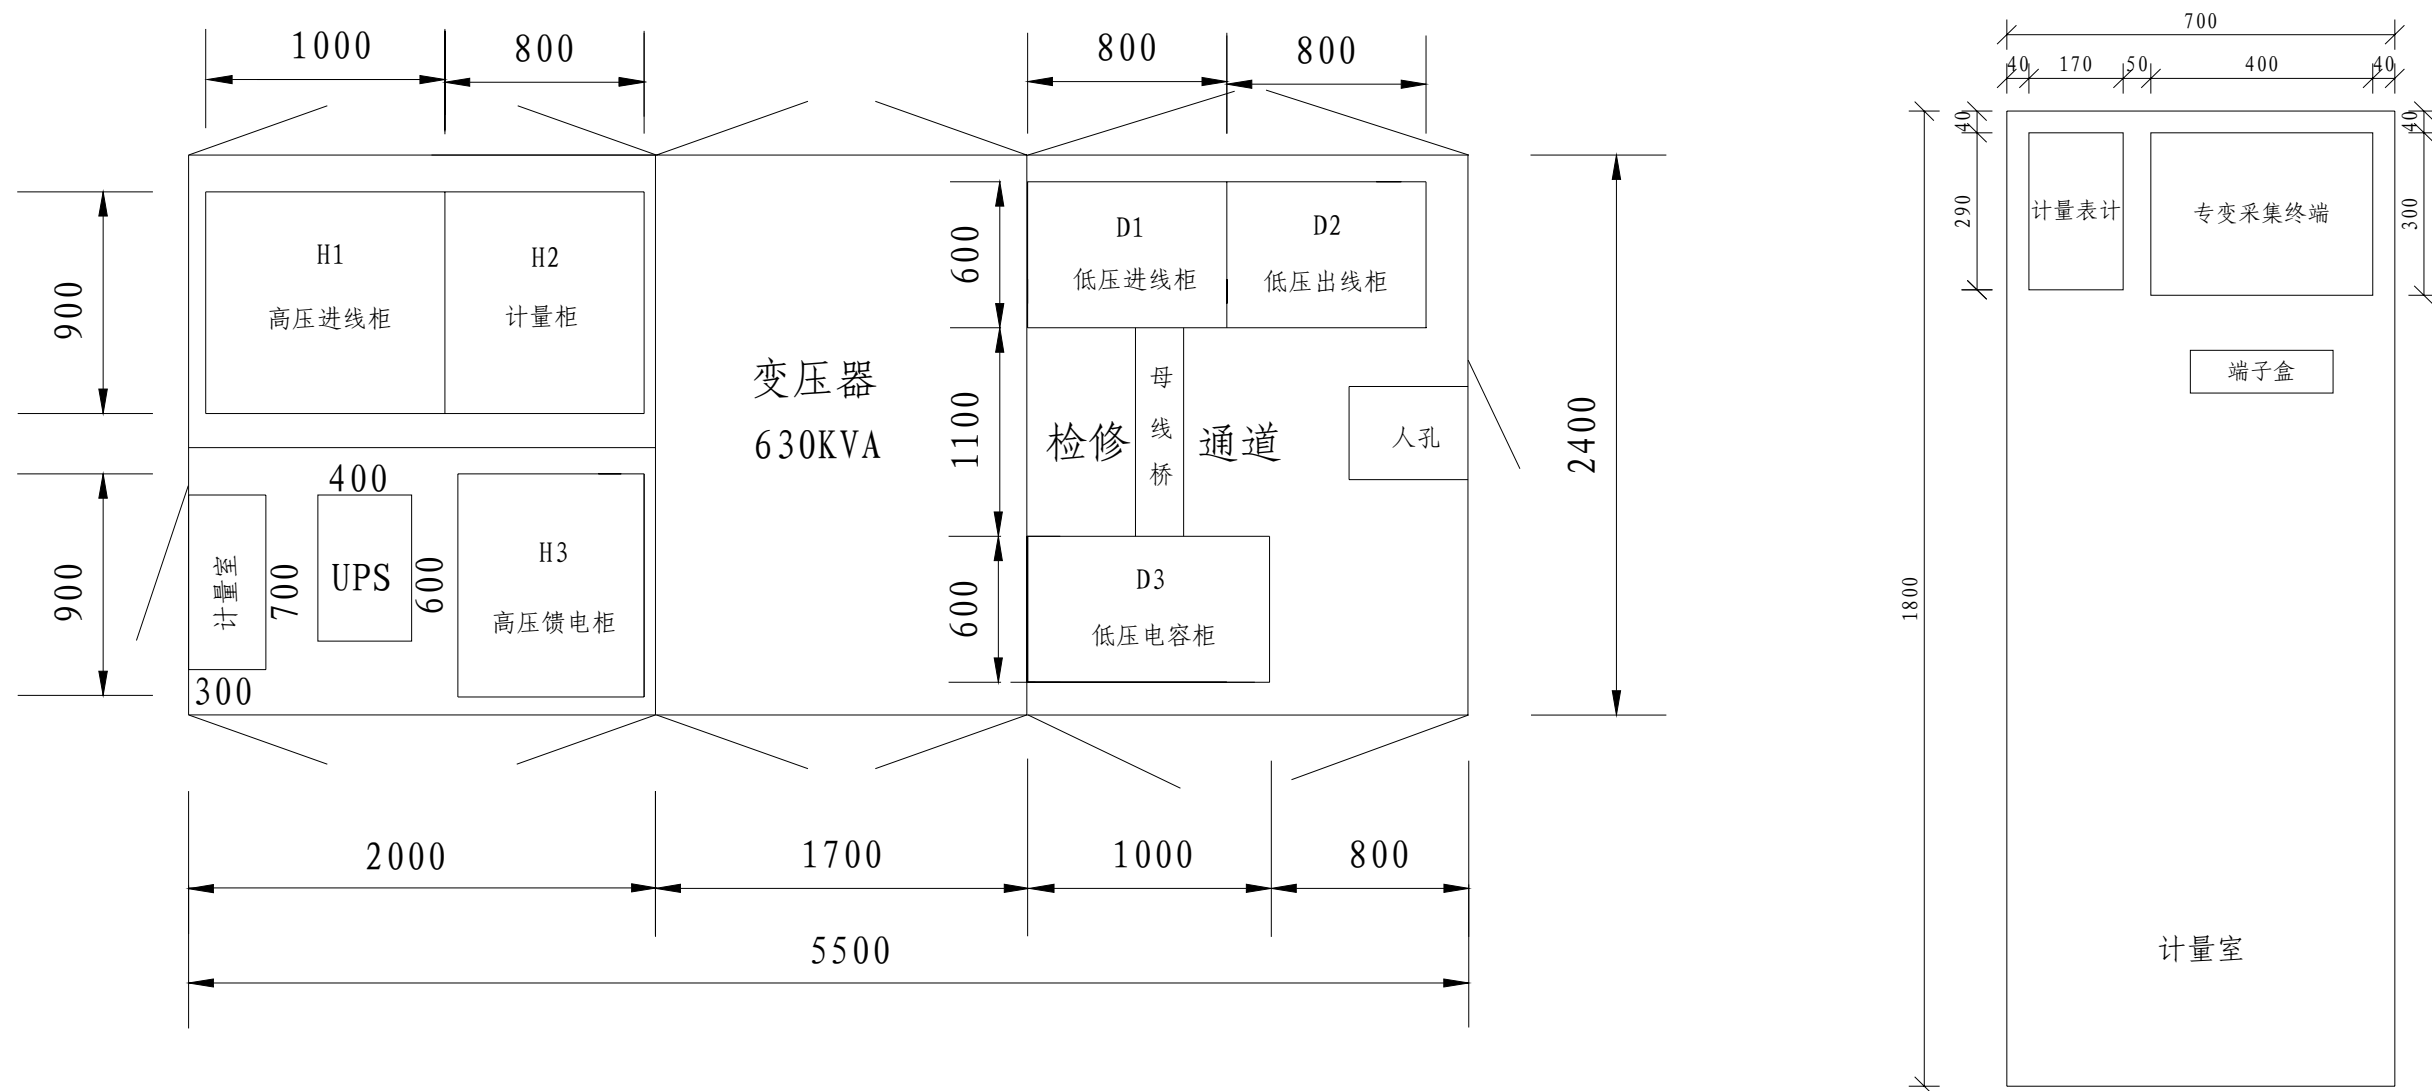 1000
800
800
800
900
H1
高压进线柜
H2
计量柜
变压器
630KVA
600
D1
低压进线柜
D2
低压出线柜
1100
检修
母线桥
通道
人孔
2400
900
计量室
700
300
400
UPS
600
H3
高压馈电柜
600
D3
低压电容柜
2000
1700
1000
800
5500
700
40
170
50
400
40
40
290
计量表计
专变采集终端
40
300
端子盒
1800
计量室